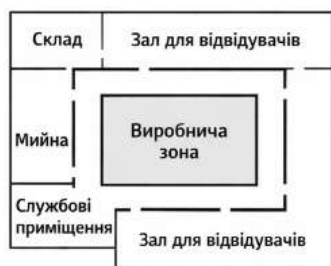 Склад
Зал для відвідувачів
Мийна
Виробнича
зона
Службові
приміщення
Зал для відвідувачів